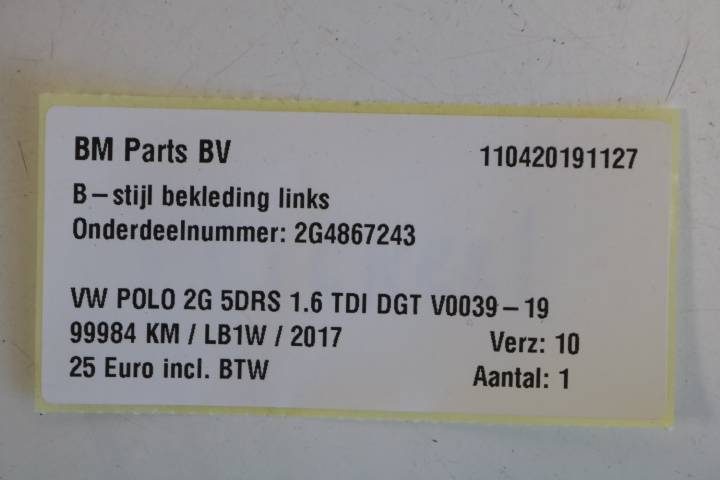 BM Parts BV 110420191127
B-stijl bekleding links
Onderdeelnummer: 2G4867243
VW POLO 2G 5DRS 1.6 TDI DGT V0039-19
99984 KM / LB1W / 2017 Verz: 10
25 Euro incl. BTW Aantal: 1